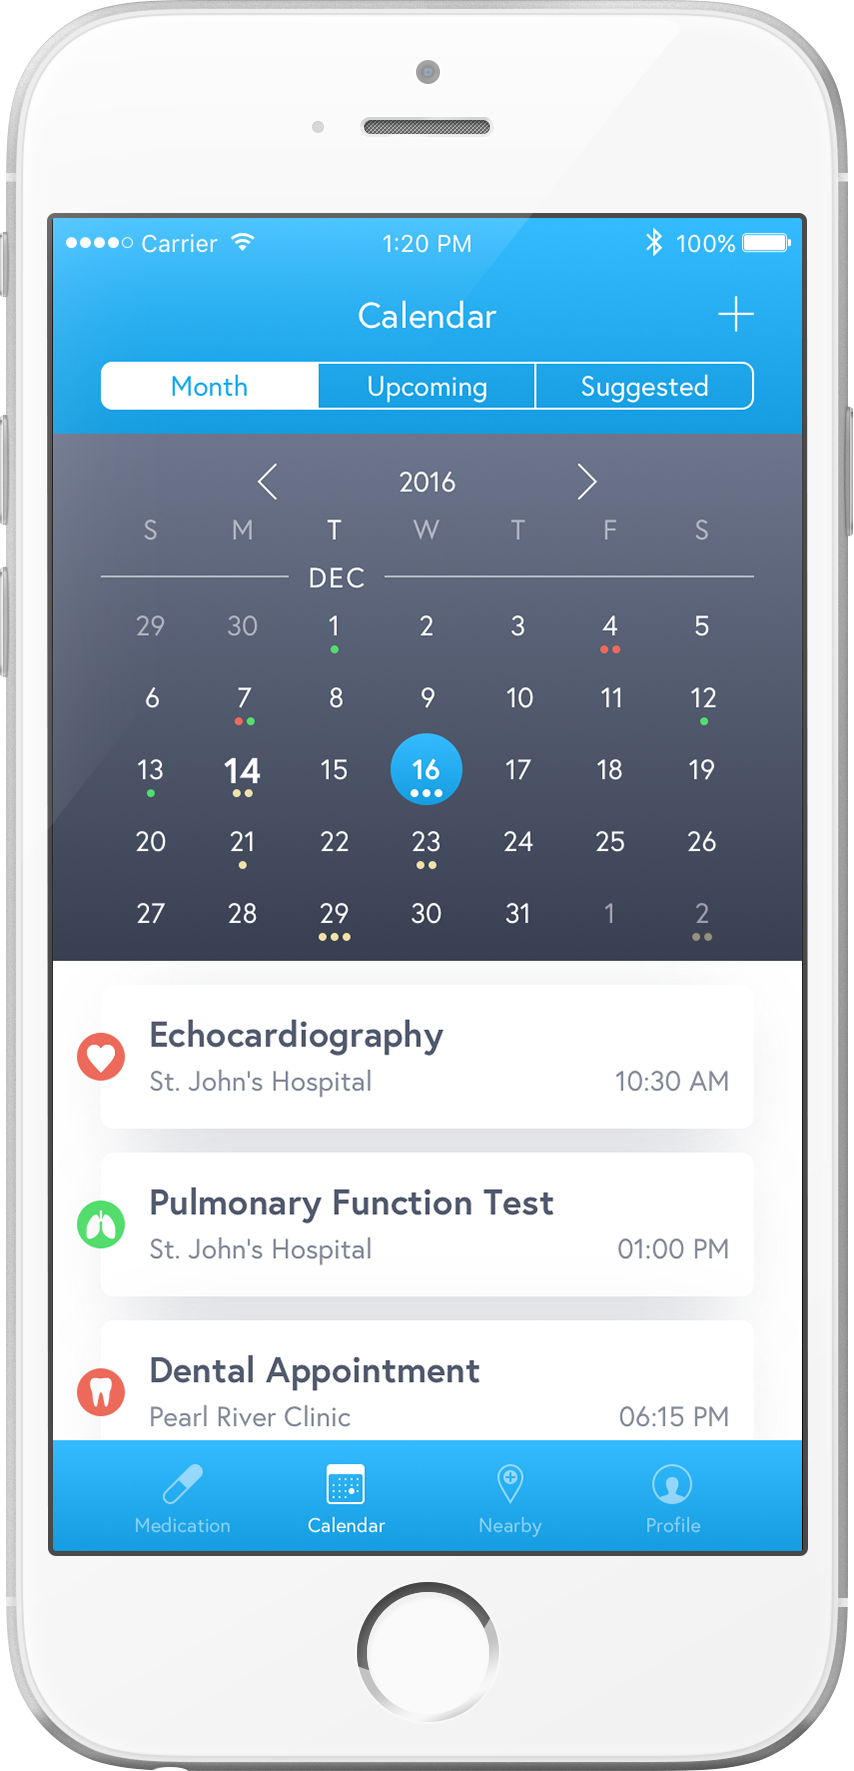 Carrier 1:20 PM 100%
Calendar
Month Upcoming Suggested
2016
S M T W T F S
DEC
29 30 1 2 3 4 5
6 7 8 9 10 11 12
13 14 15 16 17 18 19
20 21 22 23 24 25 26
27 28 29 30 31 1 2
Echocardiography
St. John's Hospital 10:30 AM
Pulmonary Function Test
St. John's Hospital 01:00 PM
Dental Appointment
Pearl River Clinic 06:15 PM
Medication Calendar Nearby Profile